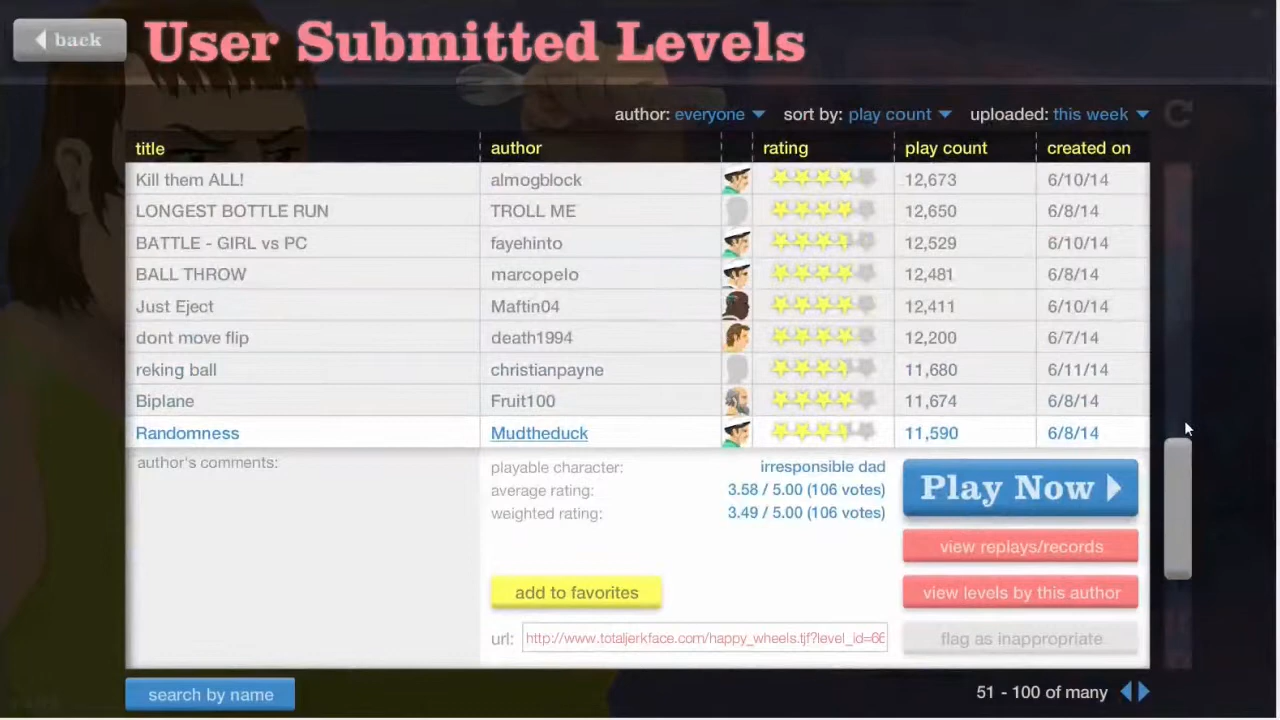 back
User Submitted Levels
author: everyone sort by: play count uploaded: this week
title author rating play count created on
Kill them ALL! almogblock 12,673 6/10/14
LONGEST BOTTLE RUN TROLL ME 12,650 6/8/14
BATTLE - GIRL vs PC fayehinto 12,529 6/10/14
BALL THROW marcopelo 12,481 6/8/14
Just Eject Maftin04 12,411 6/10/14
dont move flip death1994 12,200 6/7/14
reking ball christianpayne 11,680 6/11/14
Biplane Fruit100 11,674 6/8/14
Randomness Mudtheduck 11,590 6/8/14
author's comments:
playable character: irresponsible dad
average rating: 3.58 / 5.00 (106 votes)
weighted rating: 3.49 / 5.00 (106 votes)
Play Now
view replays/records
add to favorites
view levels by this author
url: http://www.totaljerkface.com/happy_wheels.tjf?level_id=66
flag as inappropriate
search by name
51 - 100 of many